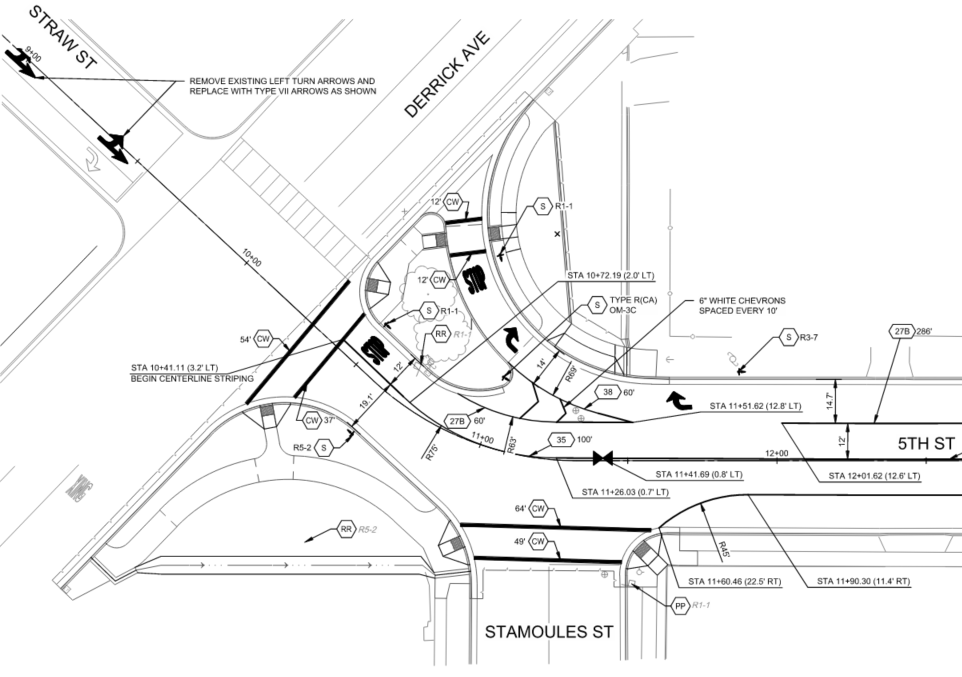 STRAW ST
9+00
REMOVE EXISTING LEFT TURN ARROWS AND
REPLACE WITH TYPE VII ARROWS AS SHOWN
DERRICK AVE
12' CW
S R1-1
10+00
12' CW
STOP
STA 10+72.19 (2.0' LT)
S TYPE R(CA)
OM-3C
6" WHITE CHEVRONS
SPACED EVERY 10'
S R1-1
RR R1-
54' CW
STOP
S R3-7
27B 286'
STA 10+41.11 (3.2' LT)
BEGIN CENTERLINE STRIPING
12'
14'
R69'
38 60'
19.1'
14.7'
STA 11+51.62 (12.8' LT)
CW 37'
27B 60'
R5-2 S
R75'
11+00
R63'
35 100'
12'
12+00
5TH ST
STA 11+41.69 (0.8' LT)
STA 12+01.62 (12.6' LT)
STA 11+26.03 (0.7' LT)
64' CW
RR R5-2
49' CW
R45'
STA 11+60.46 (22.5' RT)
STA 11+90.30 (11.4' RT)
PP R1-1
STAMOULES ST